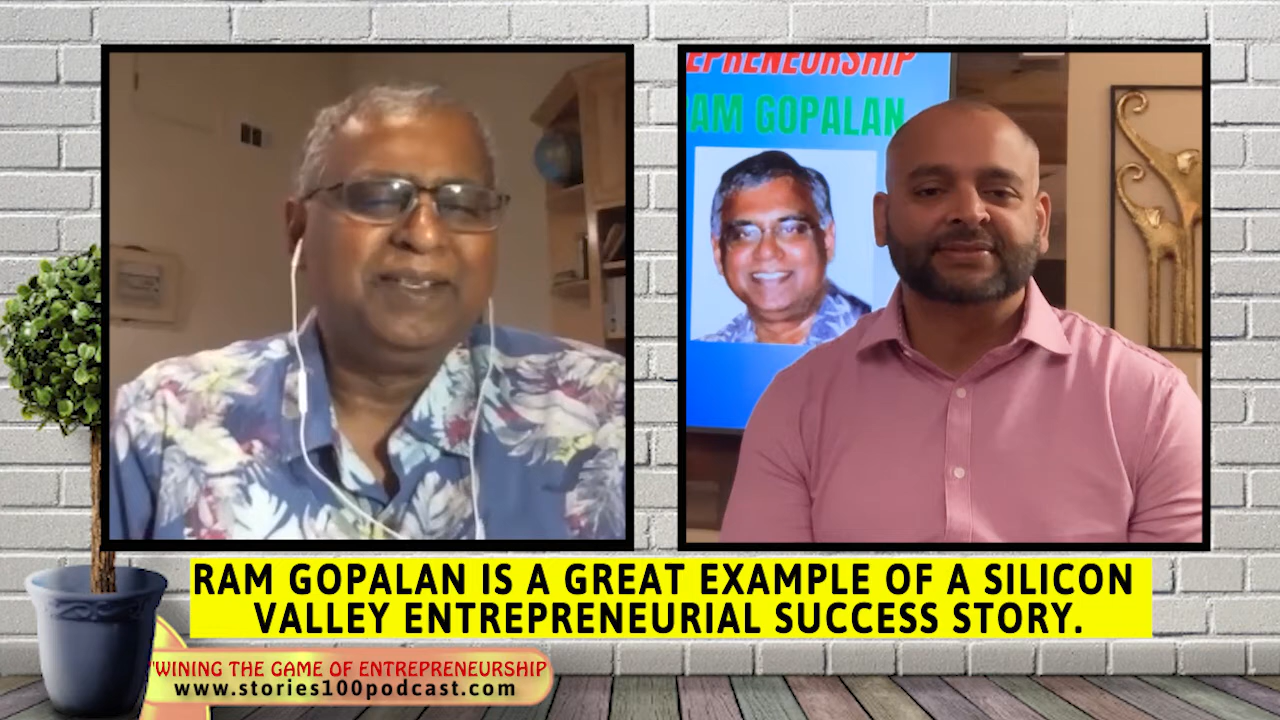 EPRENEURSHIP
AM GOPALAN
RAM GOPALAN IS A GREAT EXAMPLE OF A SILICON
VALLEY ENTREPRENEURIAL SUCCESS STORY.
'WINING THE GAME OF ENTREPRENEURSHIP
www.stories100podcast.com